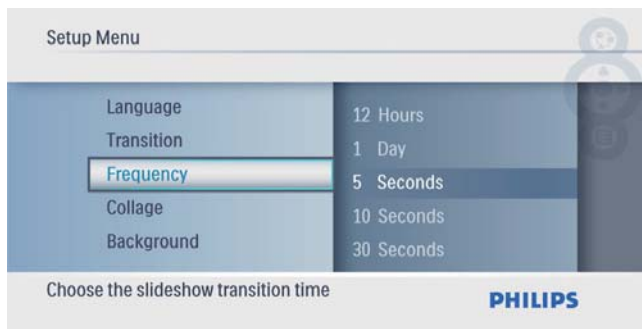 Setup Menu
Language
Transition
Frequency
Collage
Background
12 Hours
1 Day
5 Seconds
10 Seconds
30 Seconds
Choose the slideshow transition time
PHILIPS